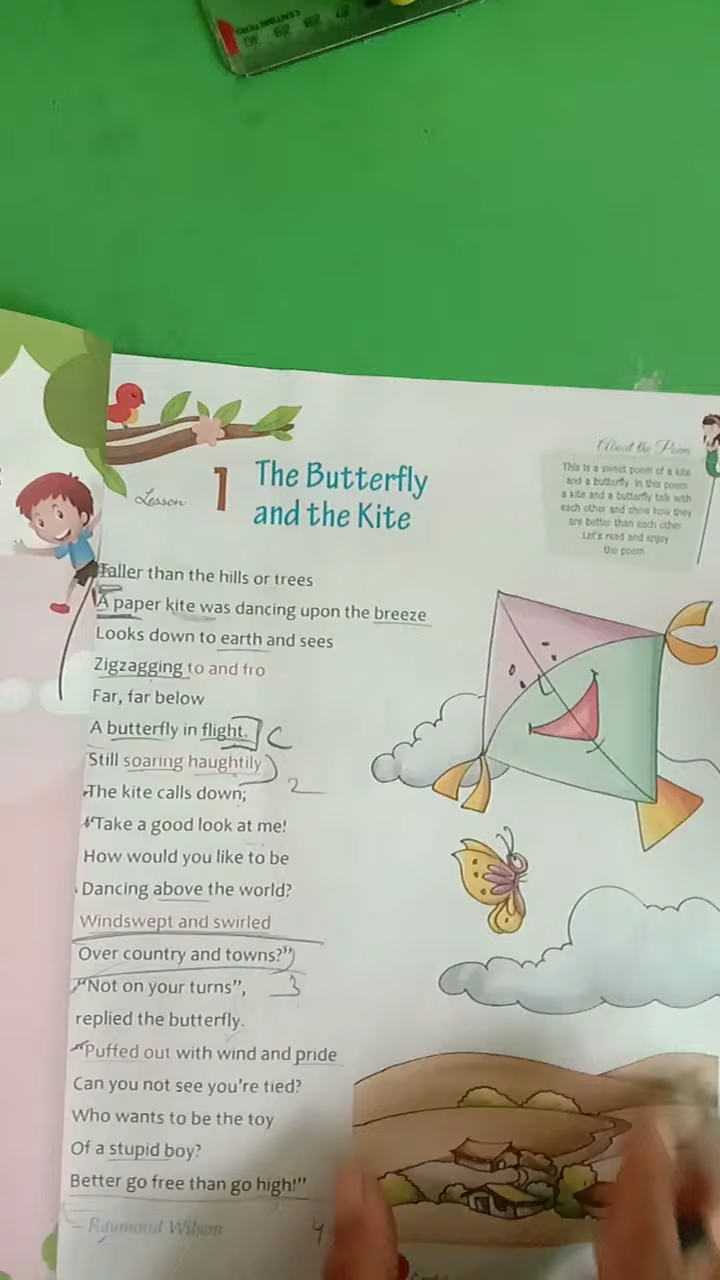 CENTIMETERS
Lesson 1
The Butterfly
and the Kite
About the Poem
This is a sweet poem of a kite
and a butterfly. In this poem
a kite and a butterfly talk with
each other and show how they
are better than each other.
Let's read and enjoy
the poem
Taller than the hills or trees
A paper kite was dancing upon the breeze
Looks down to earth and sees
Zigzagging to and fro
Far, far below
A butterfly in flight. C
Still soaring haughtily
The kite calls down; 2
"Take a good look at me!
How would you like to be
Dancing above the world?
Windswept and swirled
Over country and towns?"
"Not on your turns", 3
replied the butterfly.
"Puffed out with wind and pride
Can you not see you're tied?
Who wants to be the toy
Of a stupid boy?
Better go free than go high!"
– Raymond Wilson 4